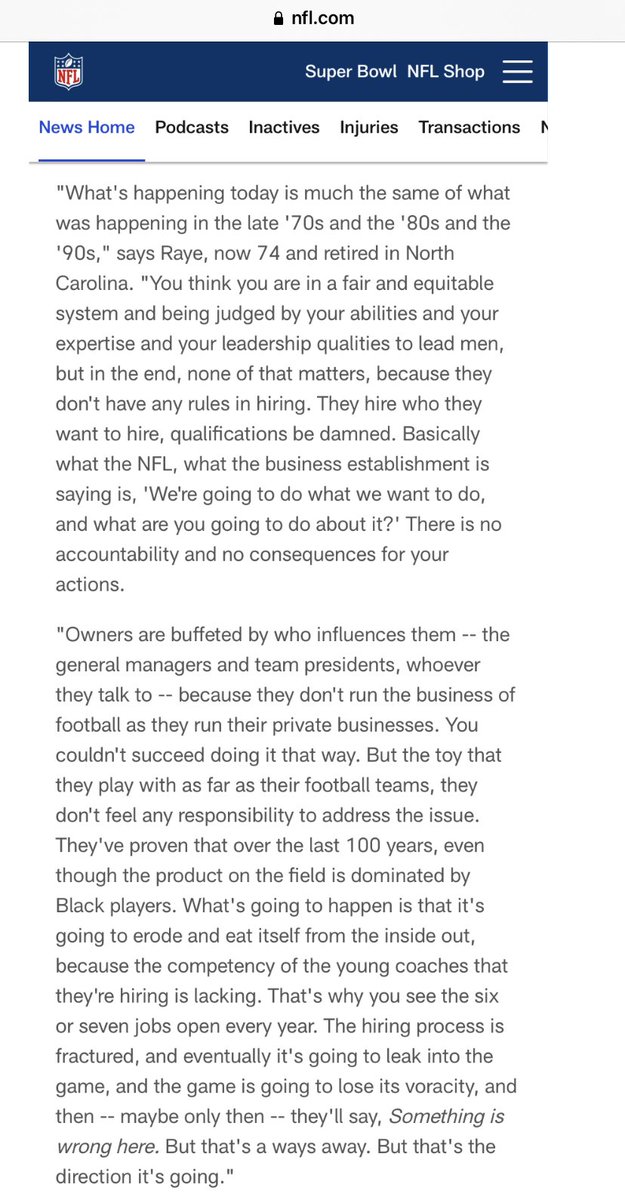 nfl.com
NFL
Super Bowl NFL Shop
News Home Podcasts Inactives Injuries Transactions
"What's happening today is much the same of what
was happening in the late '70s and the '80s and the
'90s," says Raye, now 74 and retired in North
Carolina. "You think you are in a fair and equitable
system and being judged by your abilities and your
expertise and your leadership qualities to lead men,
but in the end, none of that matters, because they
don't have any rules in hiring. They hire who they
want to hire, qualifications be damned. Basically
what the NFL, what the business establishment is
saying is, 'We're going to do what we want to do,
and what are you going to do about it?' There is no
accountability and no consequences for your
actions.
"Owners are buffeted by who influences them -- the
general managers and team presidents, whoever
they talk to -- because they don't run the business of
football as they run their private businesses. You
couldn't succeed doing it that way. But the toy that
they play with as far as their football teams, they
don't feel any responsibility to address the issue.
They've proven that over the last 100 years, even
though the product on the field is dominated by
Black players. What's going to happen is that it's
going to erode and eat itself from the inside out,
because the competency of the young coaches that
they're hiring is lacking. That's why you see the six
or seven jobs open every year. The hiring process is
fractured, and eventually it's going to leak into the
game, and the game is going to lose its voracity, and
then -- maybe only then -- they'll say, Something is
wrong here. But that's a ways away. But that's the
direction it's going."